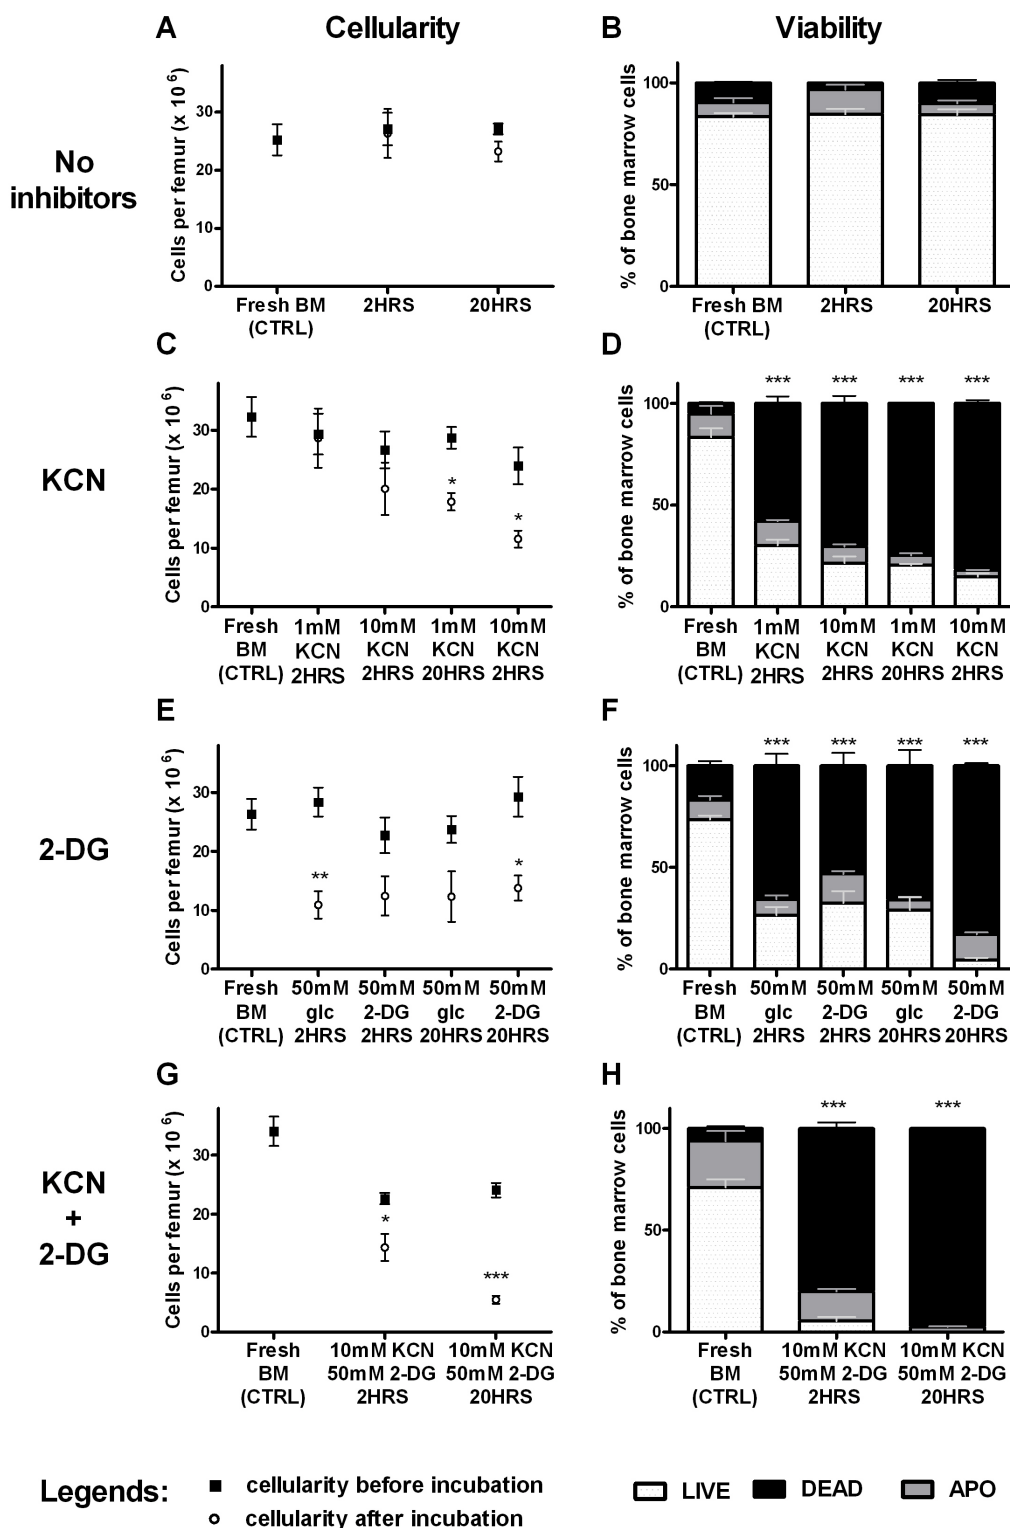 A
Cellularity
B
Viability
No
inhibitors
Cells per femur (x 10 6)
30
20
10
0
Fresh BM
(CTRL)
2HRS
20HRS
% of bone marrow cells
100
50
0
Fresh BM
(CTRL)
2HRS
20HRS
KCN
C
Cells per femur (x 10 6)
30
20
10
0
*
*
Fresh
BM
(CTRL)
1mM
KCN
2HRS
10mM
KCN
2HRS
1mM
KCN
20HRS
10mM
KCN
2HRS
D
% of bone marrow cells
100
50
0
*** *** *** ***
Fresh
BM
(CTRL)
1mM
KCN
2HRS
10mM
KCN
2HRS
1mM
KCN
20HRS
10mM
KCN
2HRS
2-DG
E
Cells per femur (x 10 6)
30
20
10
0
**
*
Fresh
BM
(CTRL)
50mM
glc
2HRS
50mM
2-DG
2HRS
50mM
glc
20HRS
50mM
2-DG
20HRS
F
% of bone marrow cells
100
50
0
*** *** *** ***
Fresh
BM
(CTRL)
50mM
glc
2HRS
50mM
2-DG
2HRS
50mM
glc
20HRS
50mM
2-DG
20HRS
KCN
+
2-DG
G
Cells per femur (x 10 6)
30
20
10
0
*
***
Fresh
BM
(CTRL)
10mM KCN
50mM 2-DG
2HRS
10mM KCN
50mM 2-DG
20HRS
H
% of bone marrow cells
100
50
0
*** ***
Fresh
BM
(CTRL)
10mM KCN
50mM 2-DG
2HRS
10mM KCN
50mM 2-DG
20HRS
Legends:
cellularity before incubation
cellularity after incubation
LIVE
DEAD
APO